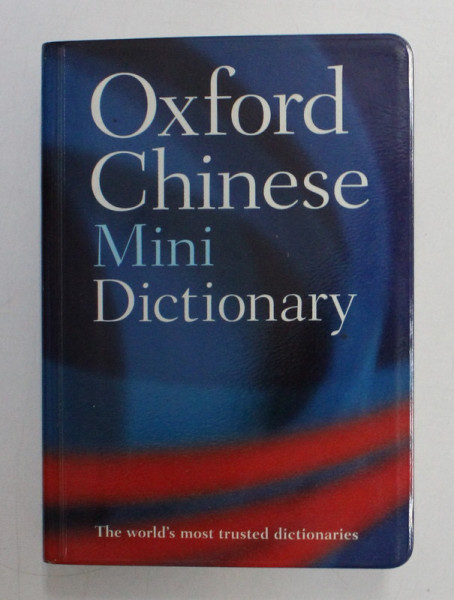 Oxford
Chinese
Mini
Dictionary
The world's most trusted dictionaries